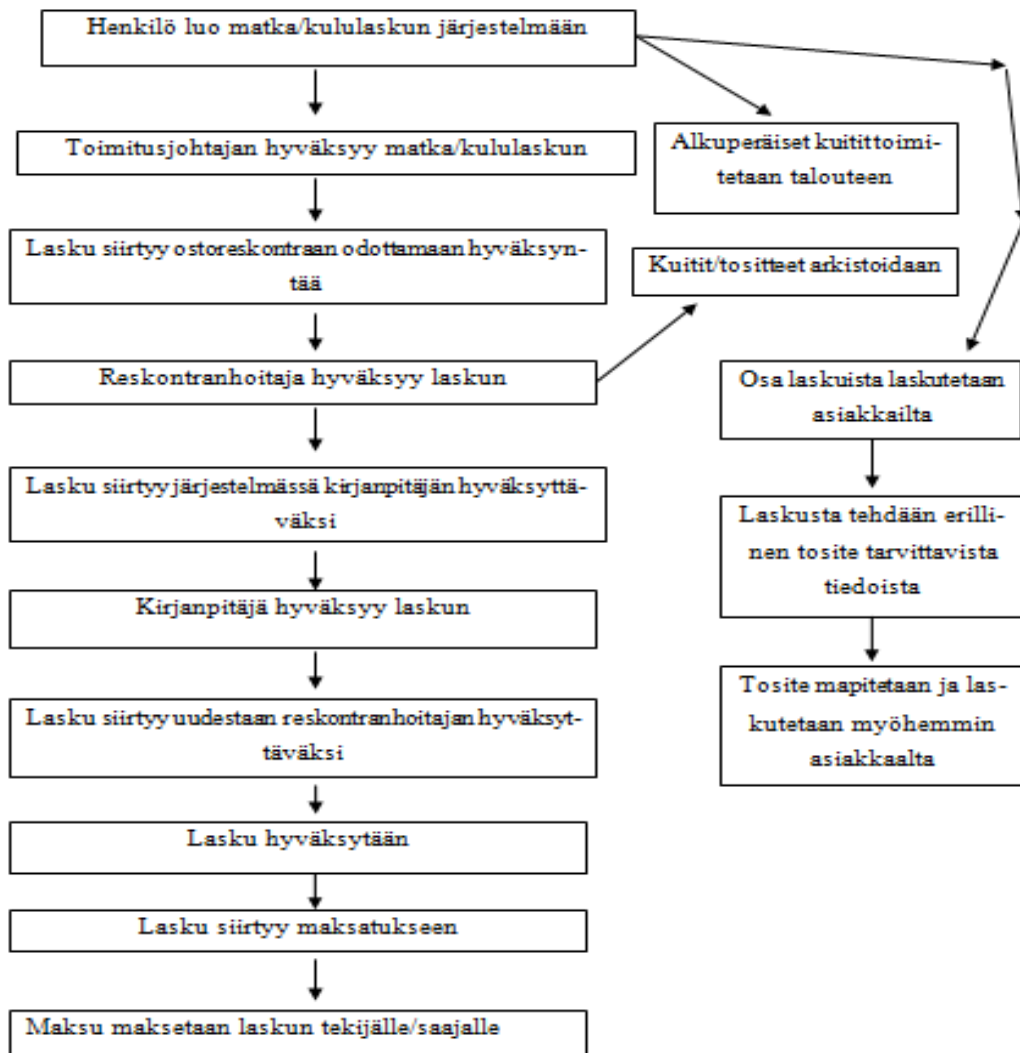 Henkilö luo matka/kululaskun järjestelmään
Toimitusjohtajan hyväksyy matka/kululaskun
Alkuperäiset kuitit toimi-
tetaan talouteen
Lasku siirtyy ostoreskontraan odottamaan hyväksyn-
tää
Kuitit/tositteet arkistoidaan
Reskontranhoitaja hyväksyy laskun
Osa laskuista laskutetaan
asiakkailta
Lasku siirtyy järjestelmässä kirjanpitäjän hyväksyttä-
väksi
Laskusta tehdään erilli-
nen tosite tarvittavista
tiedoista
Kirjanpitäjä hyväksyy laskun
Lasku siirtyy uudestaan reskontranhoitajan hyväksyt-
täväksi
Tosite mapitetaan ja las-
kutetaan myöhemmin
asiakkaalta
Lasku hyväksytään
Lasku siirtyy maksatukseen
Maksu maksetaan laskun tekijälle/saajalle